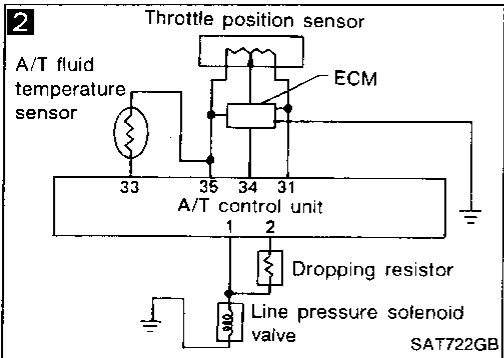 2
Throttle position sensor
A/T fluid
temperature
sensor
ECM
33 35 34 31
A/T control unit
1 2
Dropping resistor
Line pressure solenoid
valve
SAT722GB